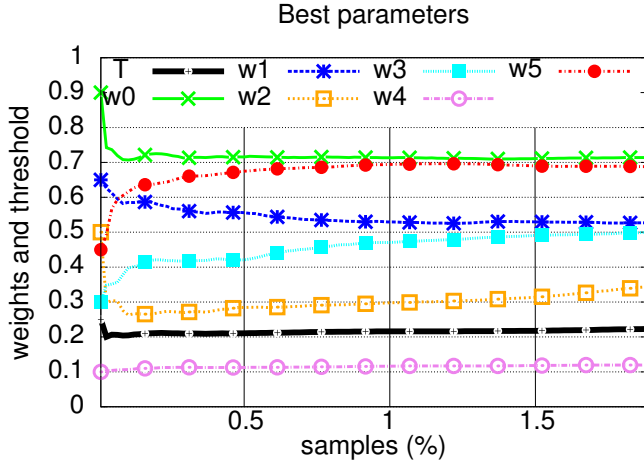 Best parameters
T w1 w3 w5
w0 w2 w4
weights and threshold
1
0.9
0.8
0.7
0.6
0.5
0.4
0.3
0.2
0.1
0
0.5 1 1.5
samples (%)